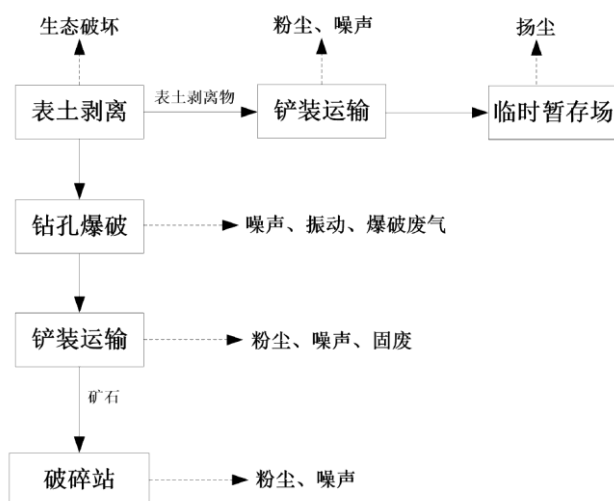 生态破坏
粉尘、噪声
扬尘
表土剥离
表土剥离物
铲装运输
临时暂存场
钻孔爆破
噪声、振动、爆破废气
铲装运输
粉尘、噪声、固废
矿石
破碎站
粉尘、噪声